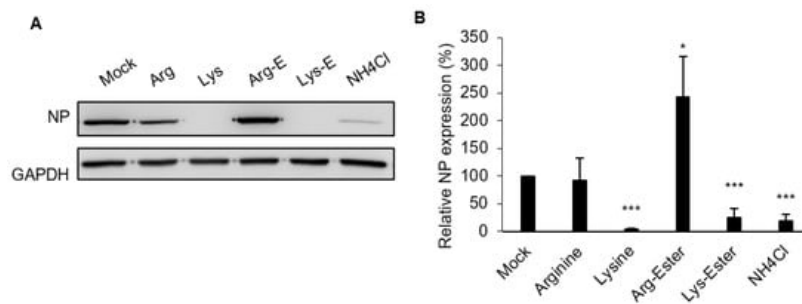 A
Mock
Arg
Lys
Arg-E
Lys-E
NH4Cl
NP
GAPDH
B
Relative NP expression (%)
350
300
250
200
150
100
50
0
***
*
***
***
Mock
Arginine
Lysine
Arg-Ester
Lys-Ester
NH4Cl